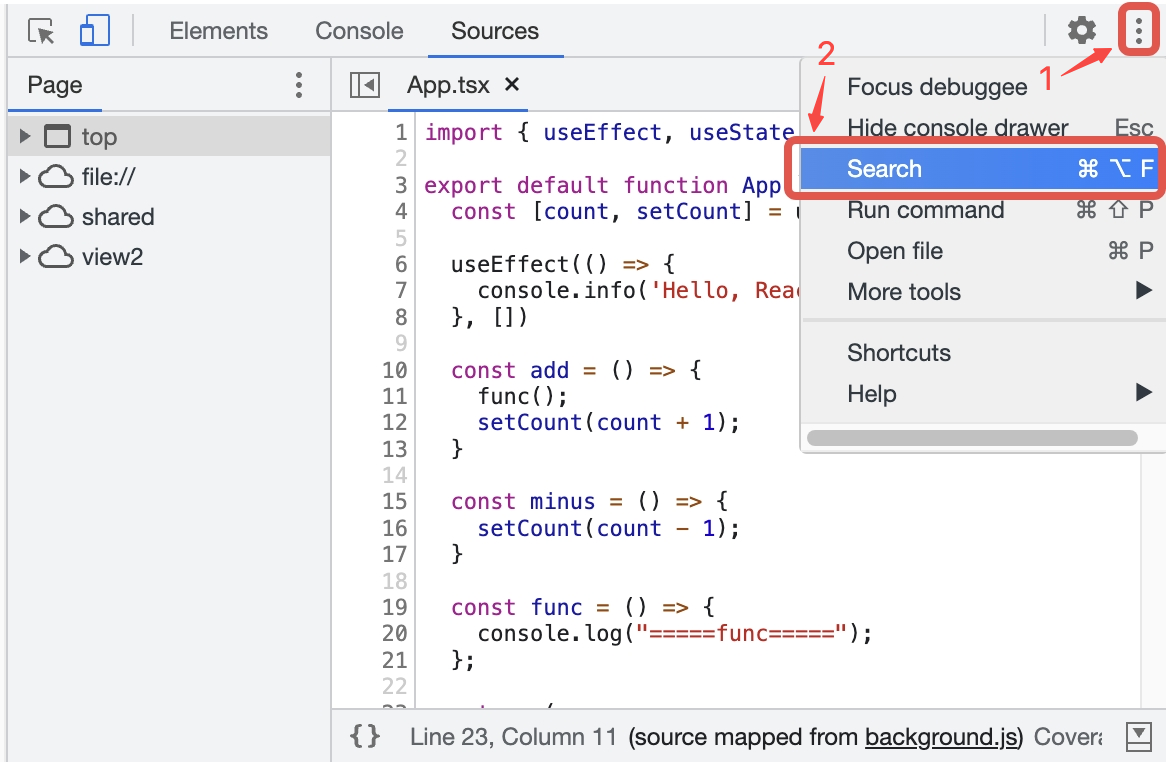 Elements Console Sources
2
1
Page
App.tsx ×
top
file://
shared
view2
1 import { useEffect, useState
2
3 export default function App
4 const [count, setCount] =
5
6 useEffect(() => {
7 console.info('Hello, Reac
8 }, [])
9
10 const add = () => {
11 func();
12 setCount(count + 1);
13 }
14
15 const minus = () => {
16 setCount(count - 1);
17 }
18
19 const func = () => {
20 console.log("=====func=====");
21 };
22
Focus debuggee
Hide console drawer Esc
Search ⌘ ⌥ F
Run command ⌘ ⇧ P
Open file ⌘ P
More tools ▶
Shortcuts
Help ▶
{} Line 23, Column 11 (source mapped from background.js) Covera